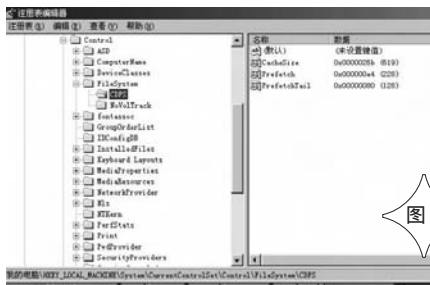 注册表编辑器
注册表(R) 编辑(E) 查看(V) 帮助(H)
Control
ASD
ComputerName
DeviceClasses
FileSystem
CDFS
NoVolTrack
fontassoc
GroupOrderList
IDConfigDB
InstalledFiles
Keyboard Layouts
MediaProperties
MediaResources
NetworkProvider
Nls
NTKern
PerfStats
Print
PwdProvider
SecurityProviders
名称 数据
(默认) (未设置键值)
CacheSize 0x0000026b (619)
Prefetch 0x000000e4 (228)
PrefetchTail 0x00000080 (128)
图
我的电脑\HKEY_LOCAL_MACHINE\System\CurrentControlSet\Control\FileSystem\CDFS